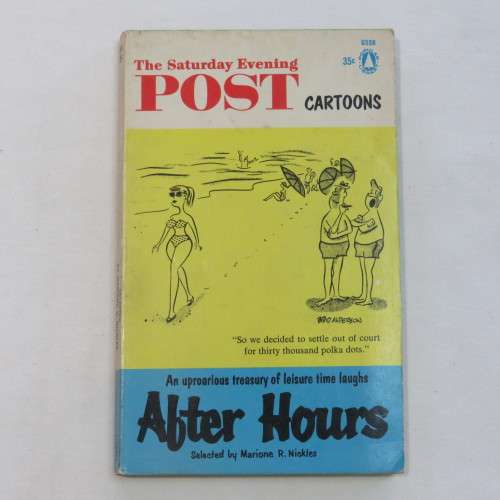 The Saturday Evening
POST CARTOONS
35c
"So we decided to settle out of court
for thirty thousand polka dots."
An uproarious treasury of leisure time laughs
After Hours
Selected by Marione R. Nickles